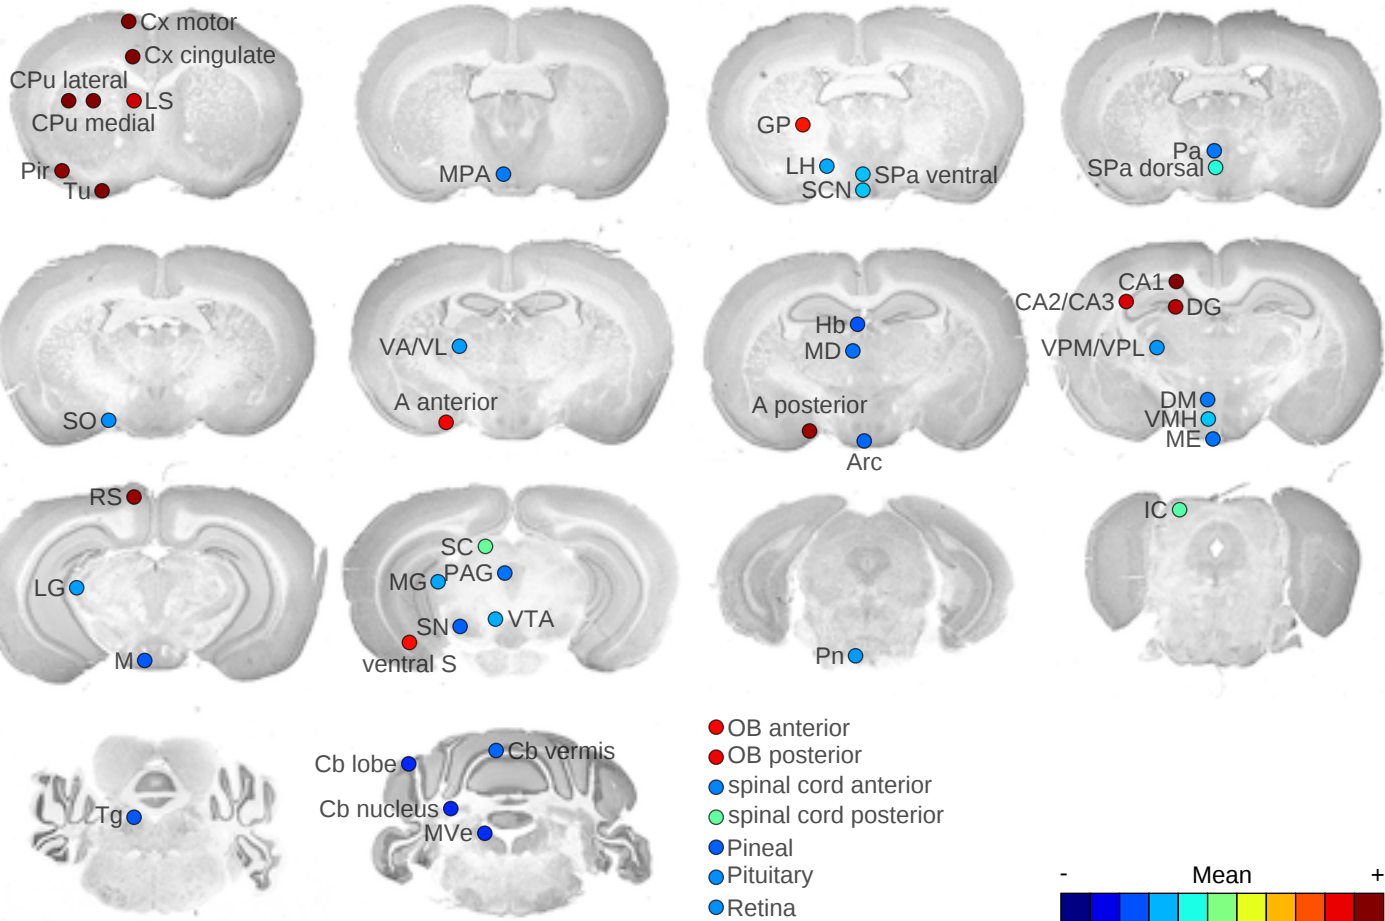 Cx motor
Cx cingulate
CPu lateral
LS
CPu medial
Pir
Tu
MPA
GP
LH
SPa ventral
SCN
Pa
SPa dorsal
SO
VA/VL
A anterior
Hb
MD
A posterior
Arc
CA1
CA2/CA3
DG
VPM/VPL
DM
VMH
ME
RS
LG
M
SC
PAG
MG
VTA
SN
ventral S
Pn
IC
Tg
Cb lobe
Cb vermis
Cb nucleus
MVe
OB anterior
OB posterior
spinal cord anterior
spinal cord posterior
Pineal
Pituitary
Retina
- Mean +